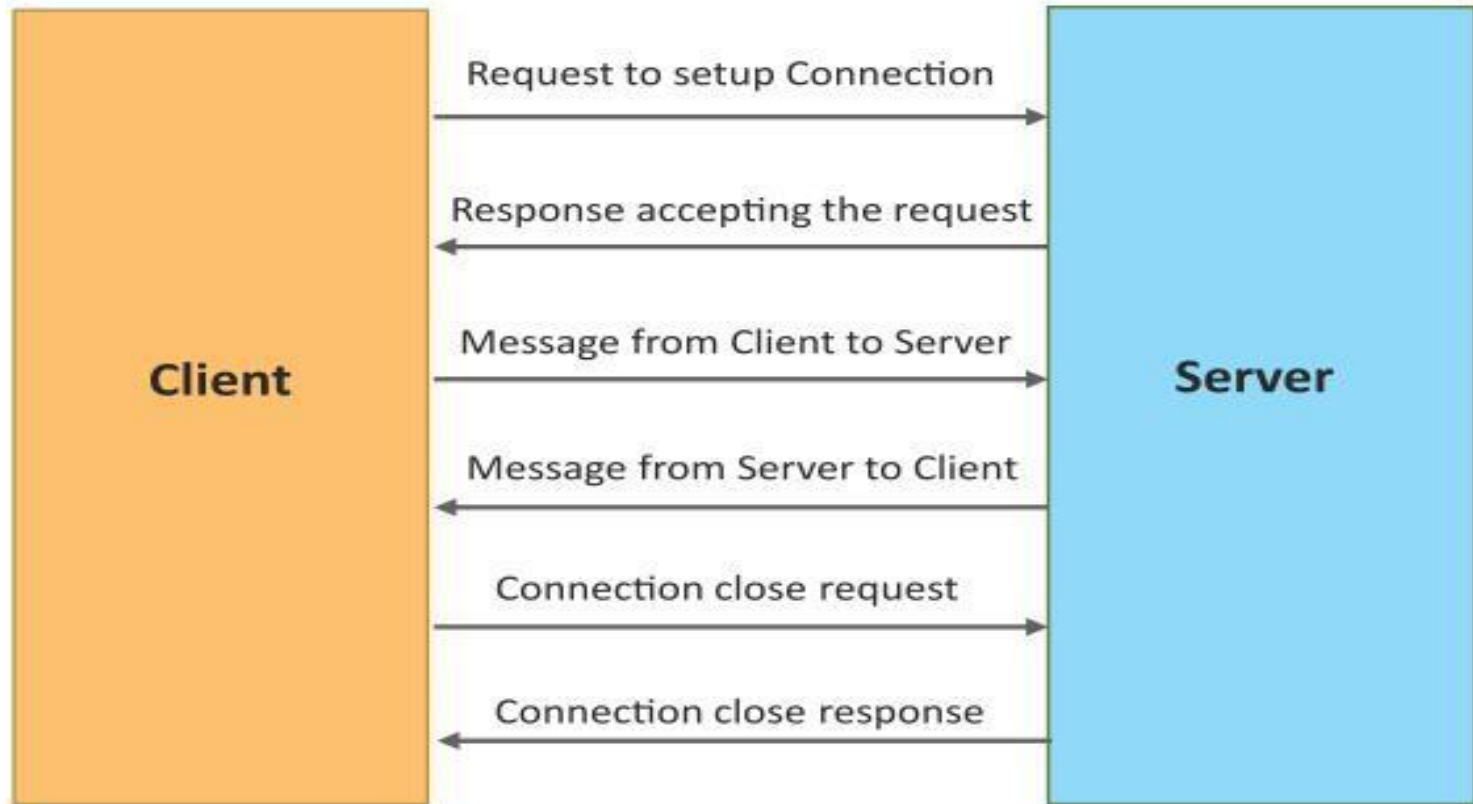 Request to setup Connection
Response accepting the request
Message from Client to Server
Client
Server
Message from Server to Client
Connection close request
Connection close response